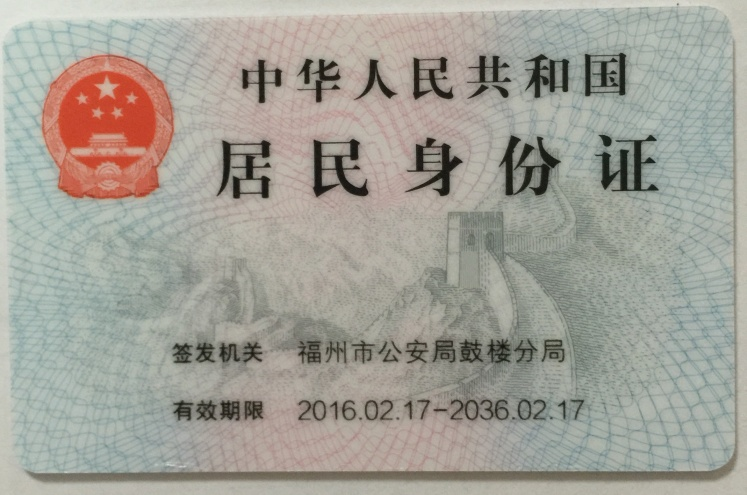 中华人民共和国
居民身份证
签发机关 福州市公安局鼓楼分局
有效期限 2016.02.17-2036.02.17